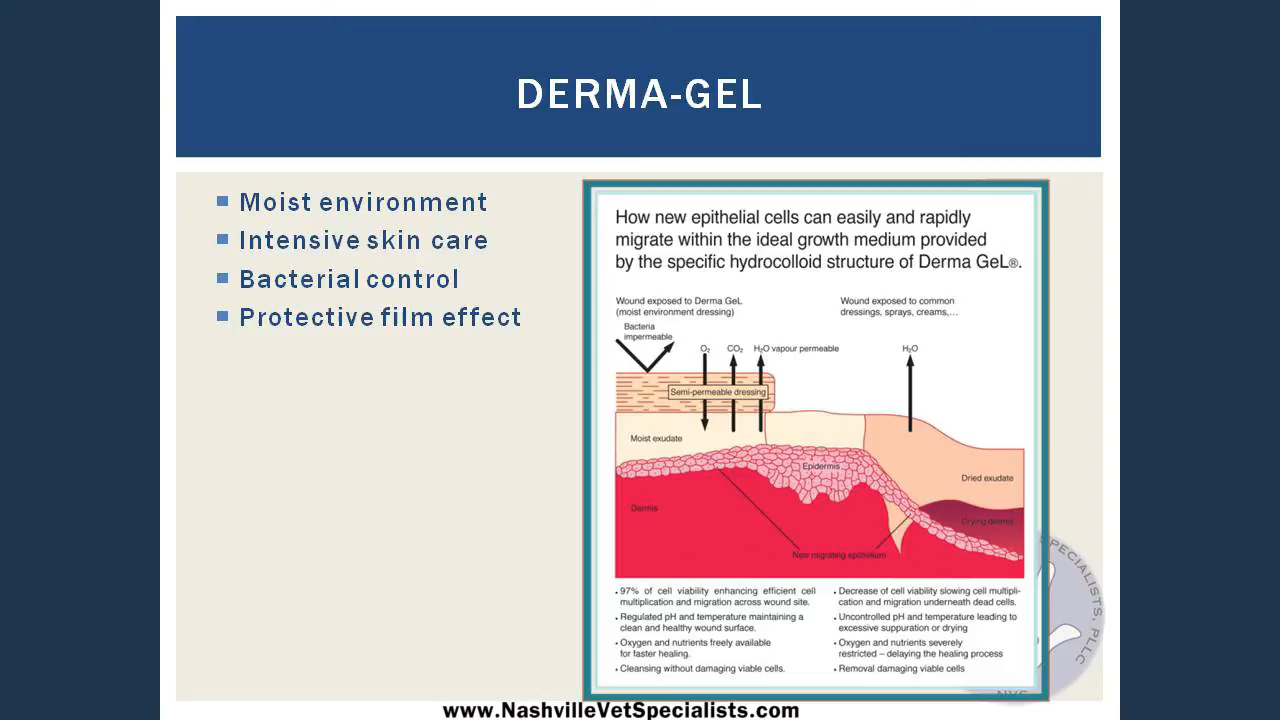 DERMA-GEL
Moist environment
Intensive skin care
Bacterial control
Protective film effect
How new epithelial cells can easily and rapidly
migrate within the ideal growth medium provided
by the specific hydrocolloid structure of Derma GeL®.
Wound exposed to Derma GeL
(moist environment dressing)
Wound exposed to common
dressings, sprays, creams,...
Bacteria
impermeable
O₂ CO₂ H₂O vapour permeable
H₂O
Semi-permeable dressing
Moist exudate
Epidermis
Dried exudate
Dermis
Drying dermis
New migrating epithelium
• 97% of cell viability enhancing efficient cell
multiplication and migration across wound site.
• Regulated pH and temperature maintaining a
clean and healthy wound surface.
• Oxygen and nutrients freely available
for faster healing.
• Cleansing without damaging viable cells.
• Decrease of cell viability slowing cell multipli-
cation and migration underneath dead cells.
• Uncontrolled pH and temperature leading to
excessive suppuration or drying
• Oxygen and nutrients severely
restricted – delaying the healing process
• Removal damaging viable cells
SPECIALISTS, PLLC
www.NashvilleVetSpecialists.com